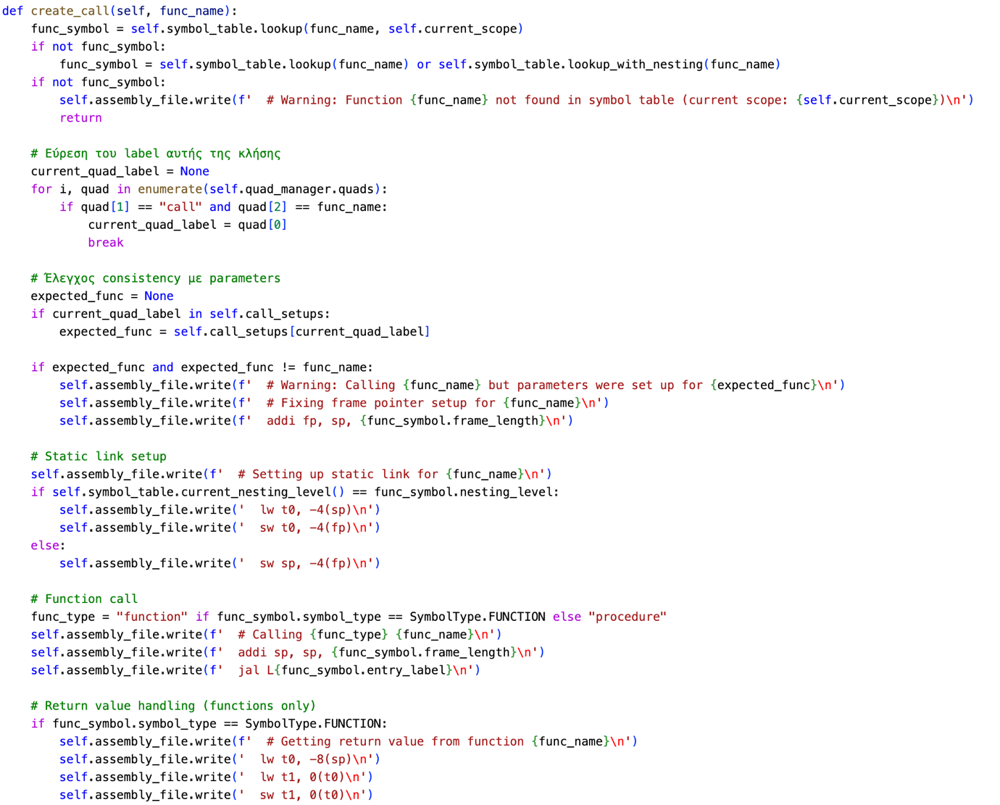 def create_call(self, func_name):
    func_symbol = self.symbol_table.lookup(func_name, self.current_scope)
    if not func_symbol:
        func_symbol = self.symbol_table.lookup(func_name) or self.symbol_table.lookup_with_nesting(func_name)
    if not func_symbol:
        self.assembly_file.write(f'  # Warning: Function {func_name} not found in symbol table (current scope: {self.current_scope})\n')
        return

    # Εύρεση του label αυτής της κλήσης
    current_quad_label = None
    for i, quad in enumerate(self.quad_manager.quads):
        if quad[1] == "call" and quad[2] == func_name:
            current_quad_label = quad[0]
            break

    # Έλεγχος consistency με parameters
    expected_func = None
    if current_quad_label in self.call_setups:
        expected_func = self.call_setups[current_quad_label]

    if expected_func and expected_func != func_name:
        self.assembly_file.write(f'  # Warning: Calling {func_name} but parameters were set up for {expected_func}\n')
        self.assembly_file.write(f'  # Fixing frame pointer setup for {func_name}\n')
        self.assembly_file.write(f'  addi fp, sp, {func_symbol.frame_length}\n')

    # Static link setup
    self.assembly_file.write(f'  # Setting up static link for {func_name}\n')
    if self.symbol_table.current_nesting_level() == func_symbol.nesting_level:
        self.assembly_file.write('  lw t0, -4(sp)\n')
        self.assembly_file.write('  sw t0, -4(fp)\n')
    else:
        self.assembly_file.write('  sw sp, -4(fp)\n')

    # Function call
    func_type = "function" if func_symbol.symbol_type == SymbolType.FUNCTION else "procedure"
    self.assembly_file.write(f'  # Calling {func_type} {func_name}\n')
    self.assembly_file.write(f'  addi sp, sp, {func_symbol.frame_length}\n')
    self.assembly_file.write(f'  jal L{func_symbol.entry_label}\n')

    # Return value handling (functions only)
    if func_symbol.symbol_type == SymbolType.FUNCTION:
        self.assembly_file.write(f'  # Getting return value from function {func_name}\n')
        self.assembly_file.write('  lw t0, -8(sp)\n')
        self.assembly_file.write('  lw t1, 0(t0)\n')
        self.assembly_file.write('  sw t1, 0(t0)\n')